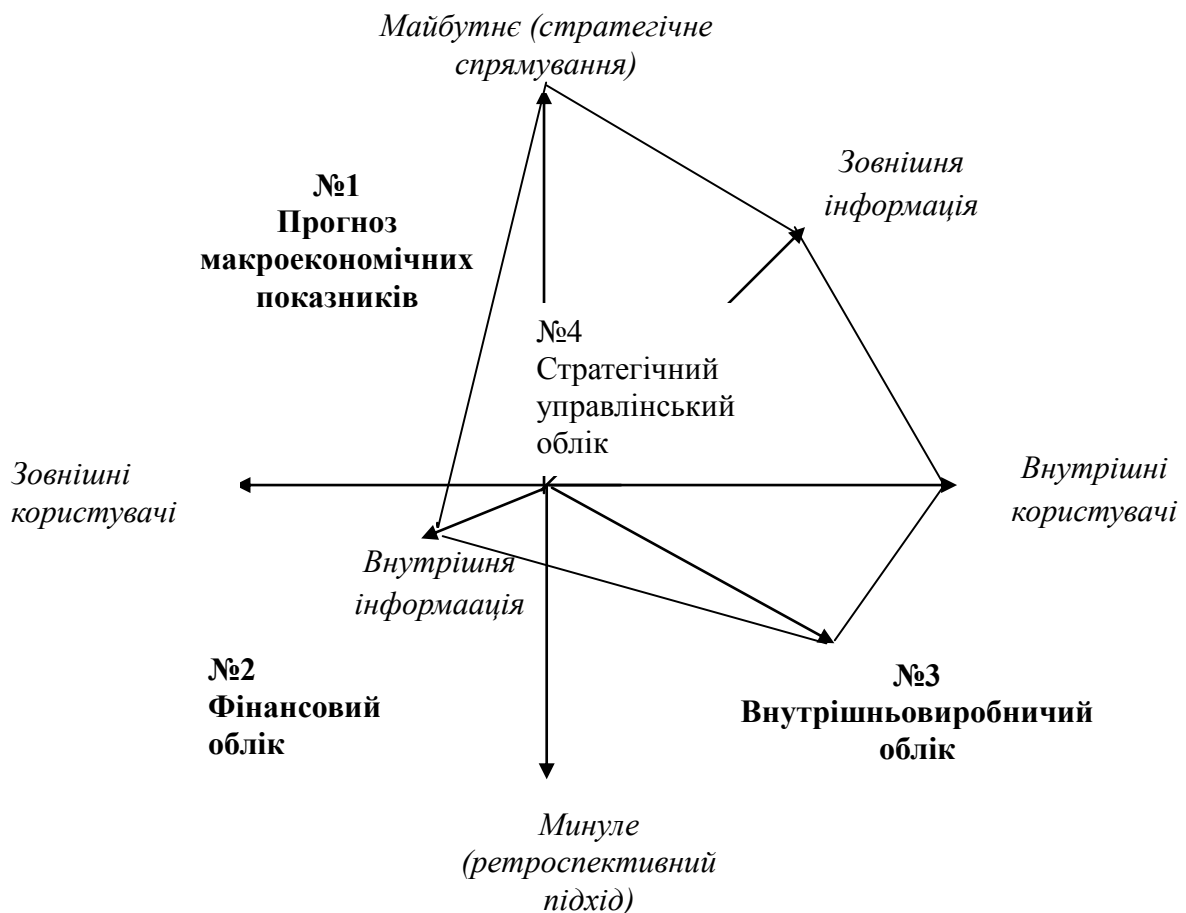 Майбутнє (стратегічне
спрямування)
Зовнішня
інформація
№1
Прогноз
макроекономічних
показників
№4
Стратегічний
управлінський
облік
Зовнішні
користувачі
Внутрішні
користувачі
Внутрішня
інформаація
№2
Фінансовий
облік
№3
Внутрішньовиробничий
облік
Минуле
(ретроспективний
підхід)